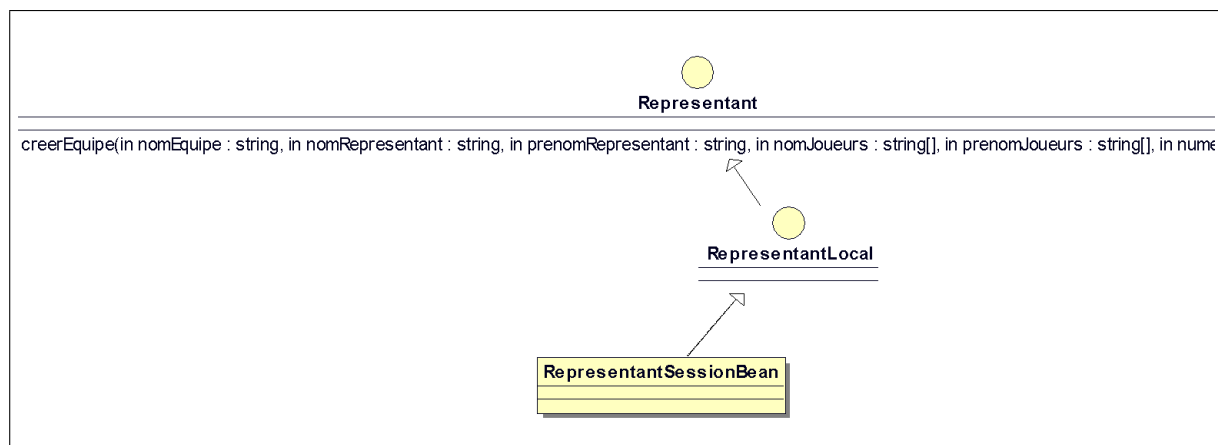 Representant
creerEquipe(in nomEquipe : string, in nomRepresentant : string, in prenomRepresentant : string, in nomJoueurs : string[], in prenomJoueurs : string[], in nume
RepresentantLocal
RepresentantSessionBean